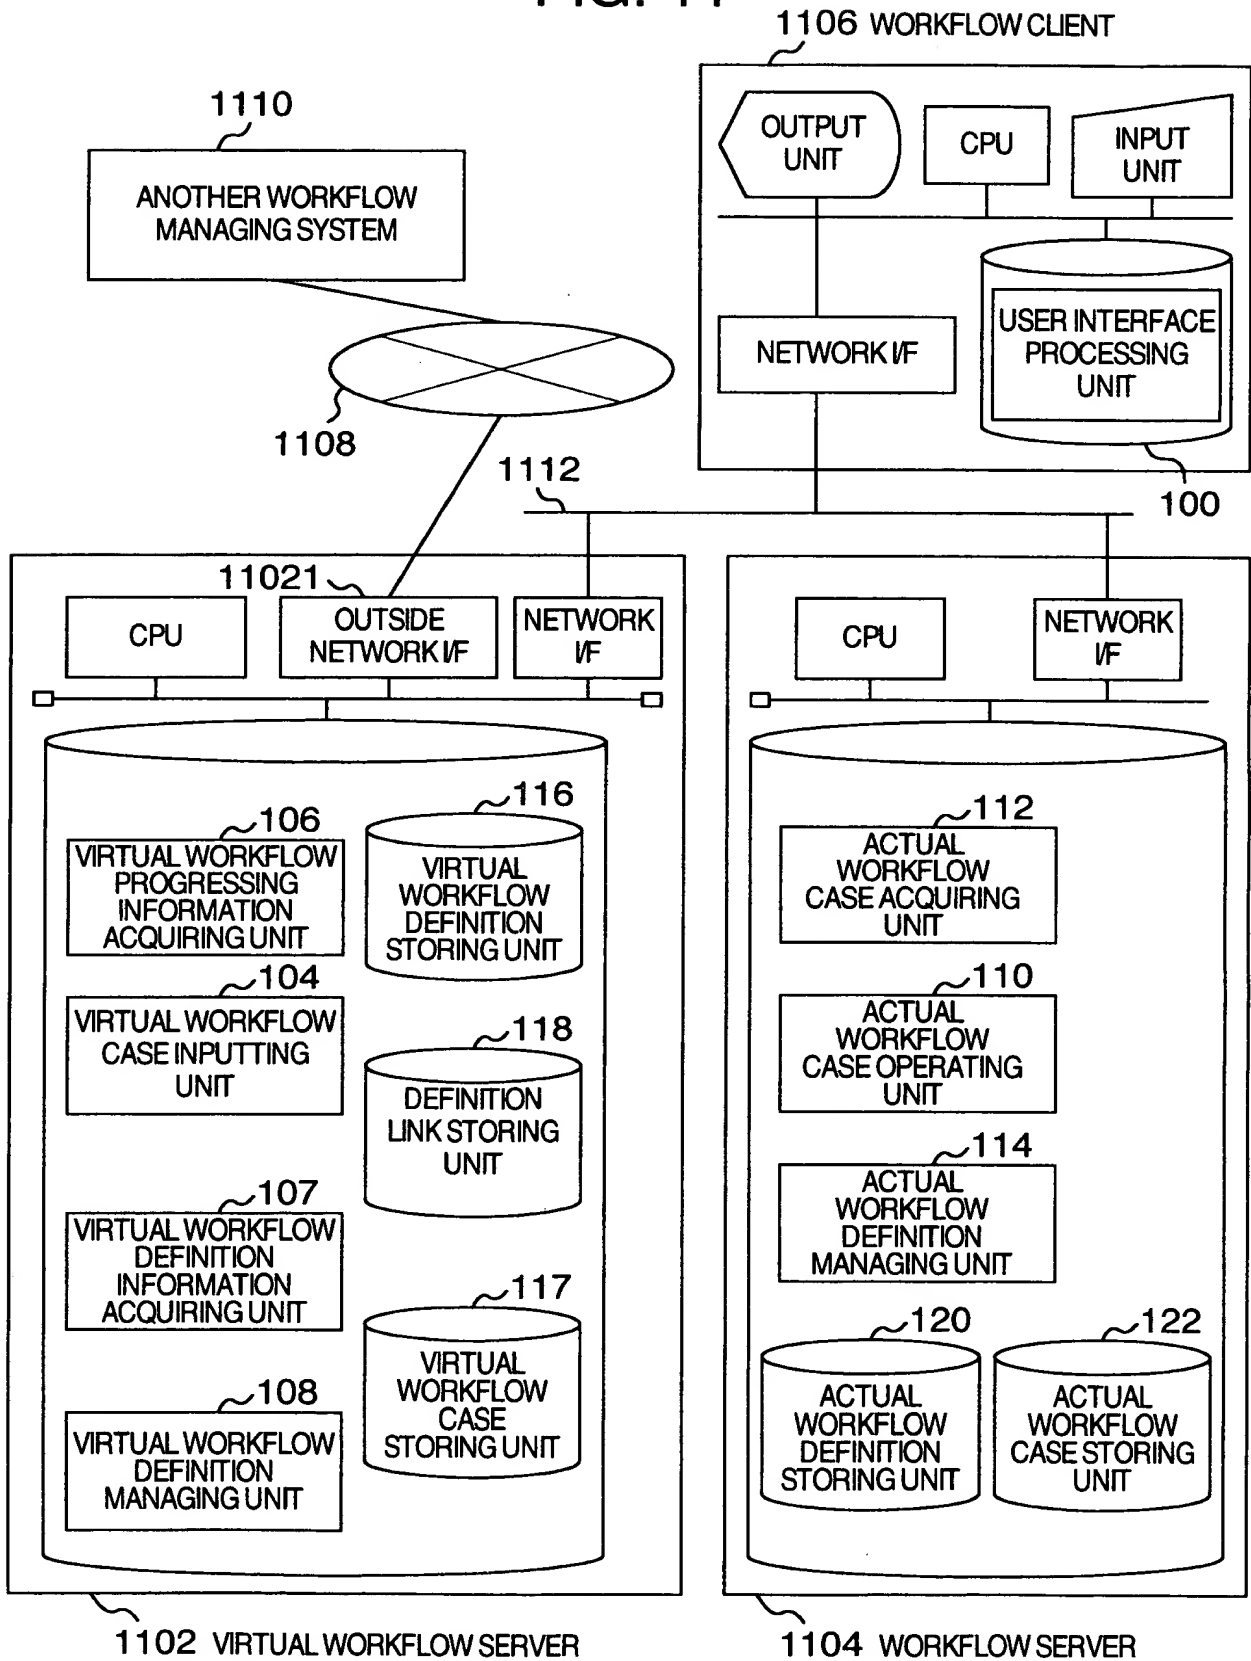 FIG. 11
1106 WORKFLOW CLIENT
OUTPUT
UNIT
CPU
INPUT
UNIT
NETWORK I/F
USER INTERFACE
PROCESSING
UNIT
100
1110
ANOTHER WORKFLOW
MANAGING SYSTEM
1108
1112
11021
CPU
OUTSIDE
NETWORK I/F
NETWORK
I/F
106
VIRTUAL WORKFLOW
PROGRESSING
INFORMATION
ACQUIRING UNIT
116
VIRTUAL
WORKFLOW
DEFINITION
STORING UNIT
104
VIRTUAL WORKFLOW
CASE INPUTTING
UNIT
118
DEFINITION
LINK STORING
UNIT
107
VIRTUAL WORKFLOW
DEFINITION
INFORMATION
ACQUIRING UNIT
117
VIRTUAL
WORKFLOW
CASE
STORING UNIT
108
VIRTUAL WORKFLOW
DEFINITION
MANAGING UNIT
1102 VIRTUAL WORKFLOW SERVER
CPU
NETWORK
I/F
112
ACTUAL
WORKFLOW
CASE ACQUIRING
UNIT
110
ACTUAL
WORKFLOW
CASE OPERATING
UNIT
114
ACTUAL
WORKFLOW
DEFINITION
MANAGING UNIT
120
ACTUAL
WORKFLOW
DEFINITION
STORING UNIT
122
ACTUAL
WORKFLOW
CASE STORING
UNIT
1104 WORKFLOW SERVER